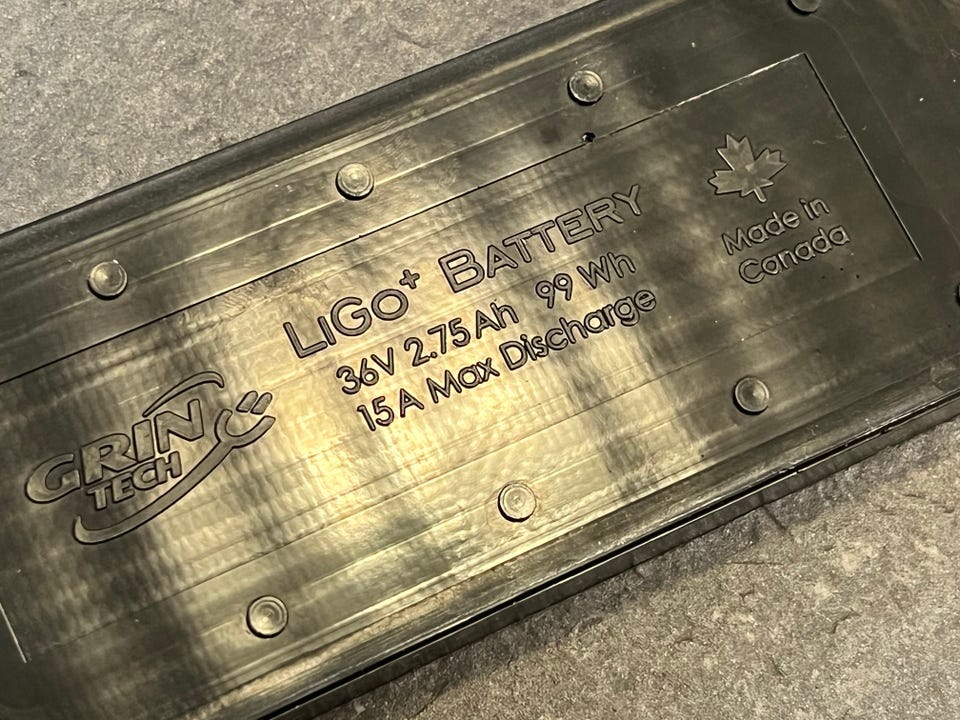 LiGo+ BATTERY
36V 2.75Ah 99 Wh
15A Max Discharge
Made in
Canada
GRIN
TECH